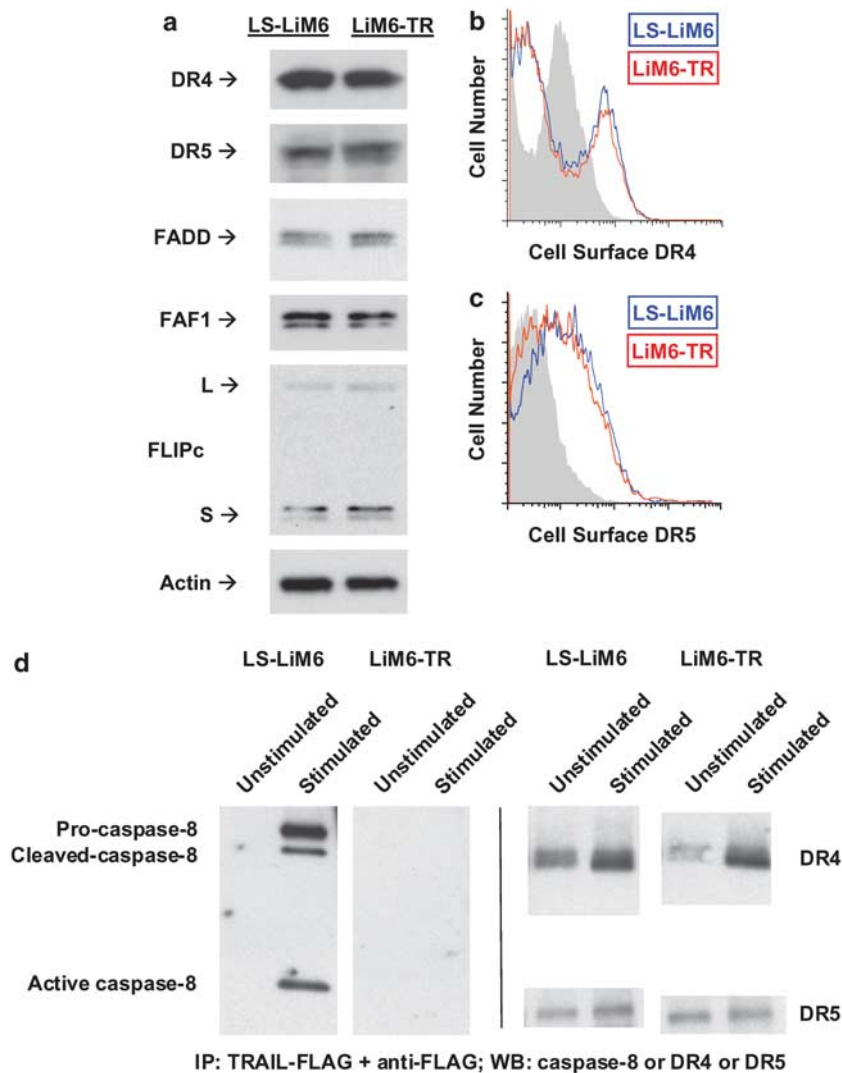 a
LS-LiM6 LiM6-TR
DR4 →
DR5 →
FADD →
FAF1 →
L →
FLIPc
S →
Actin →
b
LS-LiM6
LiM6-TR
Cell Number
Cell Surface DR4
c
LS-LiM6
LiM6-TR
Cell Number
Cell Surface DR5
d
LS-LiM6 LiM6-TR LS-LiM6 LiM6-TR
Unstimulated Stimulated Unstimulated Stimulated Unstimulated Stimulated Unstimulated Stimulated
Pro-caspase-8
Cleaved-caspase-8
Active caspase-8
DR4
DR5
IP: TRAIL-FLAG + anti-FLAG; WB: caspase-8 or DR4 or DR5